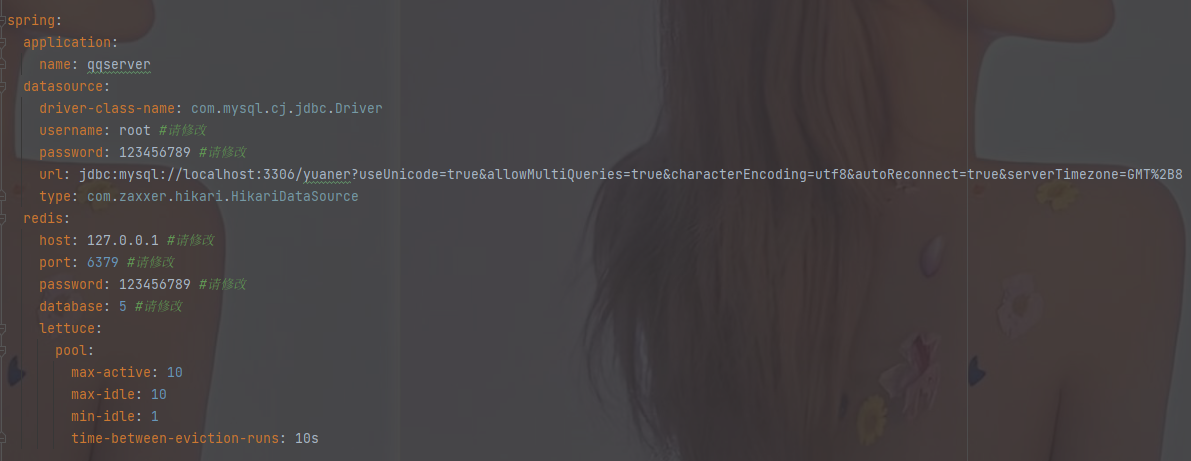 spring:
  application:
    name: qqserver
  datasource:
    driver-class-name: com.mysql.cj.jdbc.Driver
    username: root #请修改
    password: 123456789 #请修改
    url: jdbc:mysql://localhost:3306/yuaner?useUnicode=true&allowMultiQueries=true&characterEncoding=utf8&autoReconnect=true&serverTimezone=GMT%2B8
    type: com.zaxxer.hikari.HikariDataSource
  redis:
    host: 127.0.0.1 #请修改
    port: 6379 #请修改
    password: 123456789 #请修改
    database: 5 #请修改
    lettuce:
      pool:
        max-active: 10
        max-idle: 10
        min-idle: 1
        time-between-eviction-runs: 10s